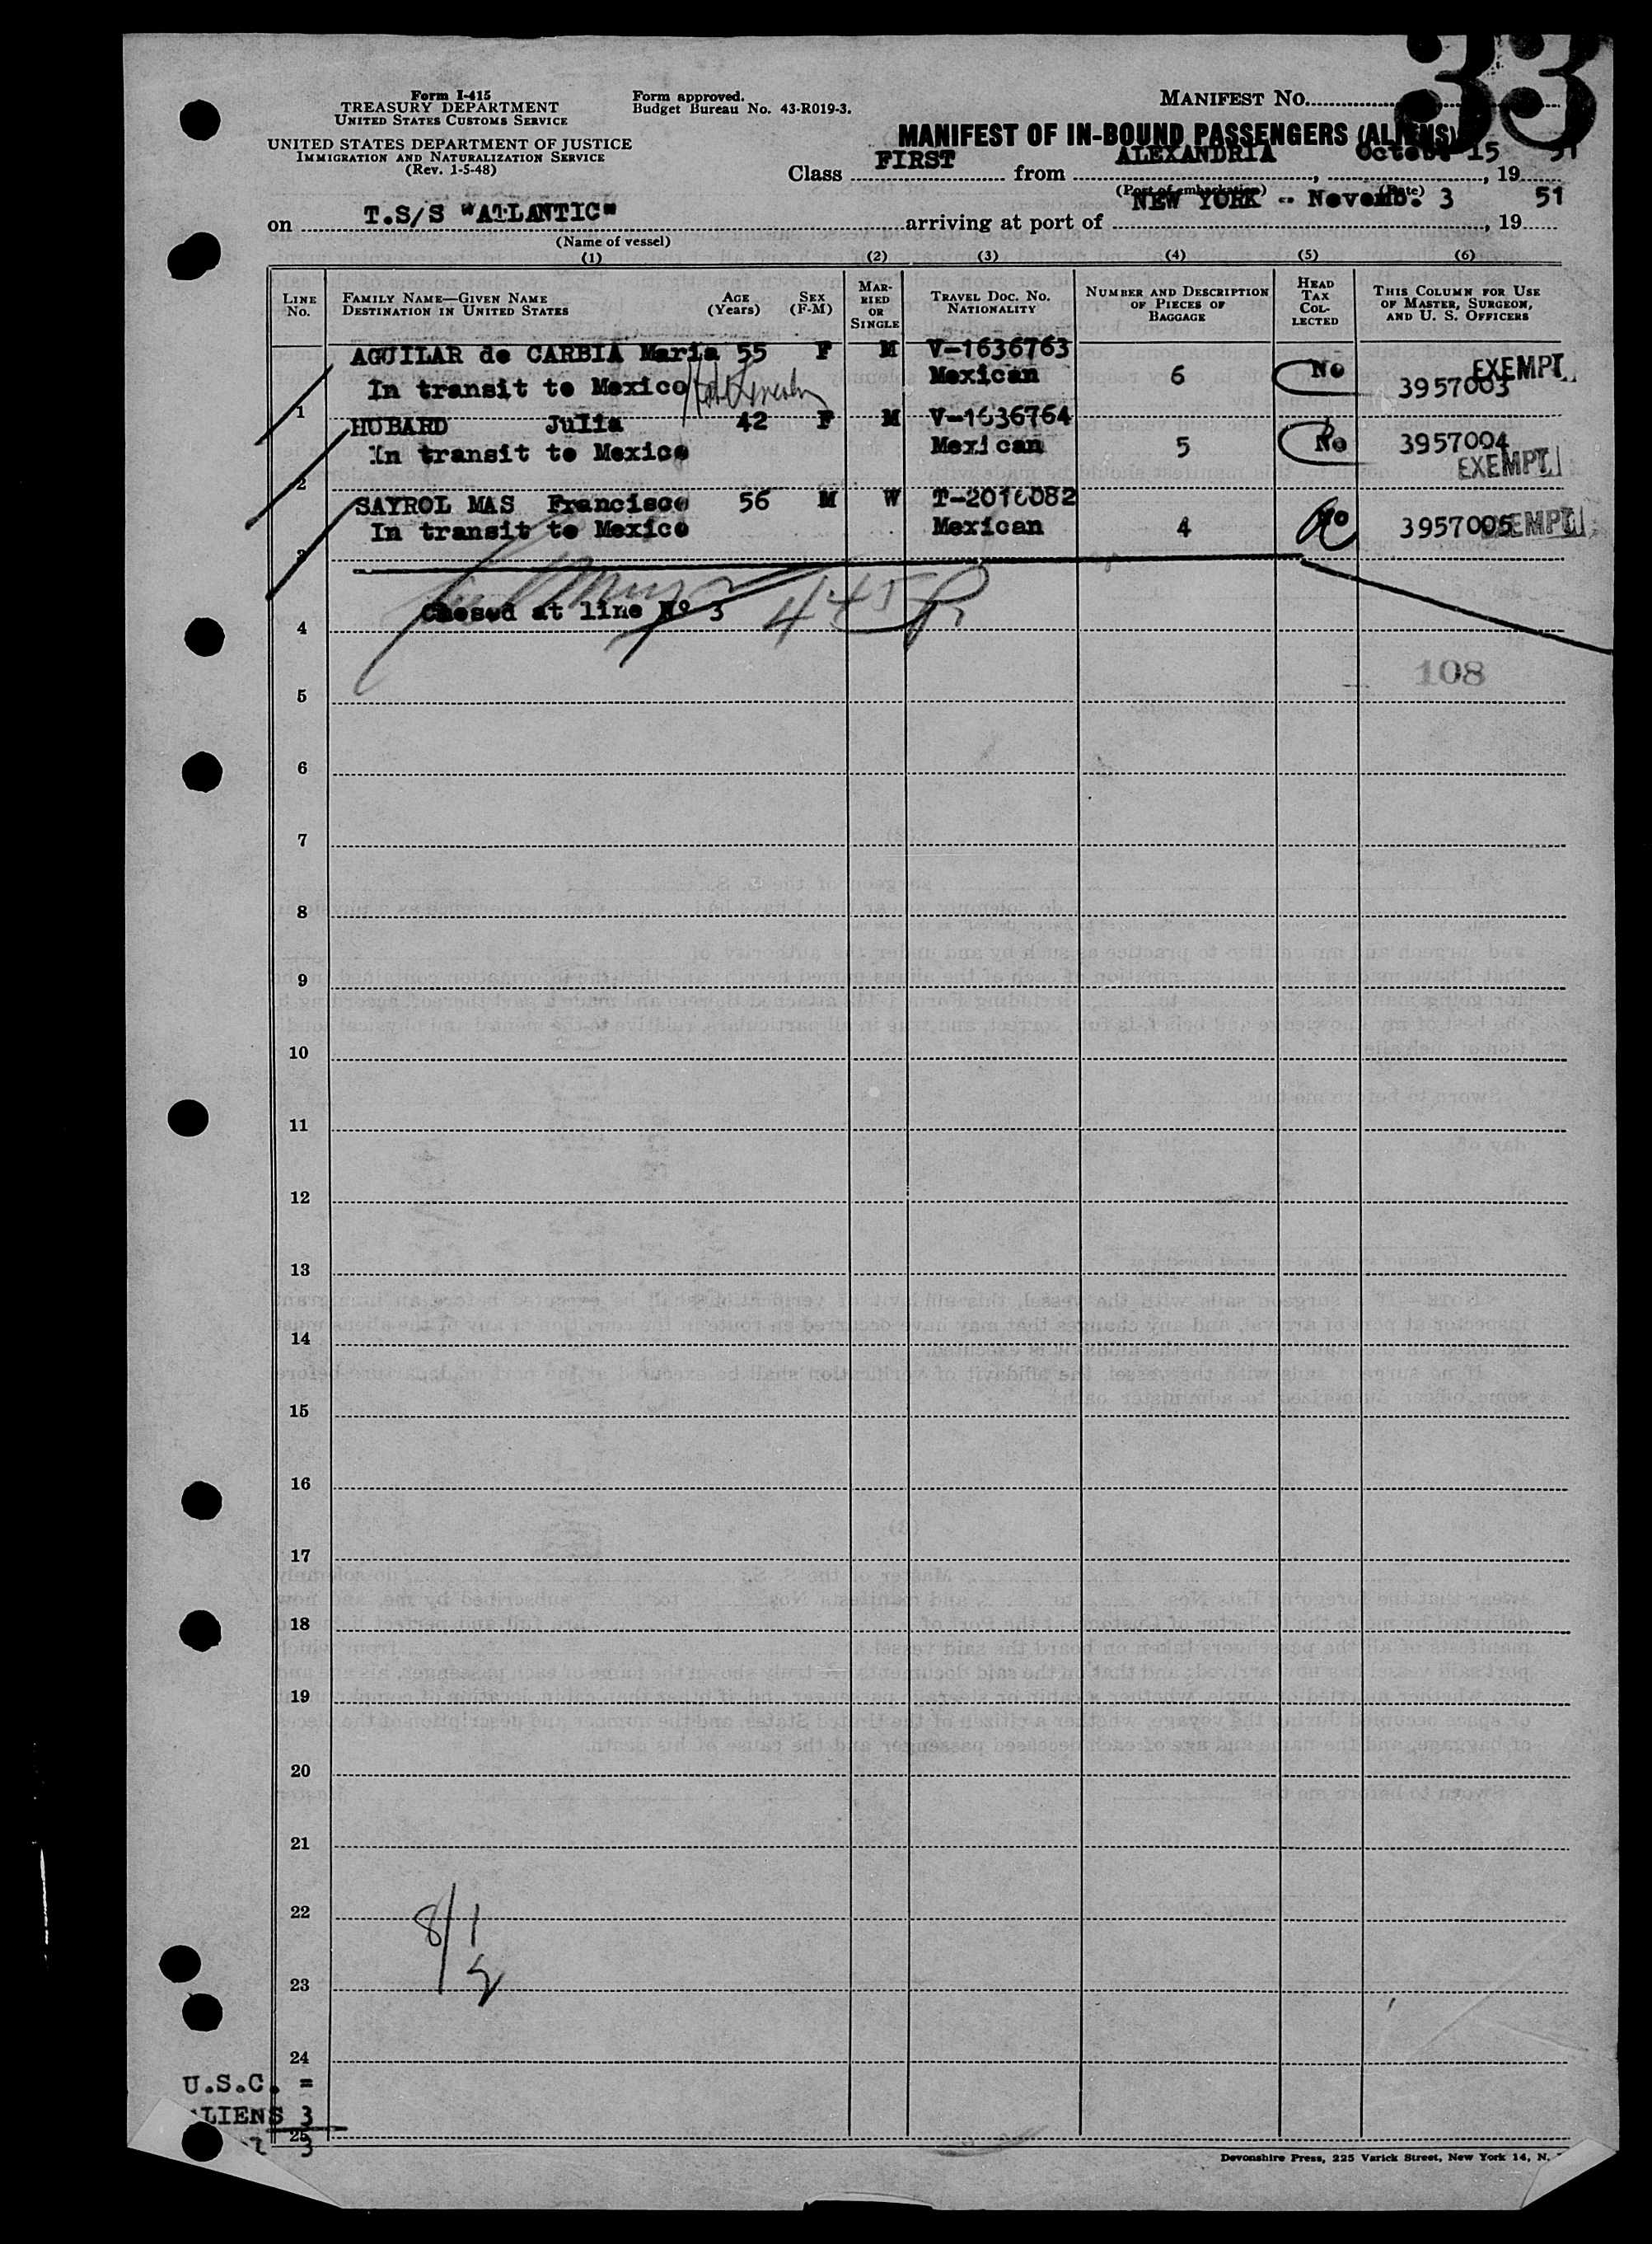 33
Form I-415
TREASURY DEPARTMENT
UNITED STATES CUSTOMS SERVICE
UNITED STATES DEPARTMENT OF JUSTICE
IMMIGRATION AND NATURALIZATION SERVICE
(Rev. 1-5-48)
Form approved.
Budget Bureau No. 43-R019-3.
MANIFEST No.
MANIFEST OF IN-BOUND PASSENGERS (ALIENS)
Class FIRST from ALEXANDRIA, October 15, 1951
(Port of embarkation) (Date)
on T.S/S "ATLANTIC" arriving at port of NEW YORK -- Novemb. 3, 1951
(Name of vessel)
(1) (2) (3) (4) (5) (6)
LINE No. FAMILY NAME—GIVEN NAME DESTINATION IN UNITED STATES AGE (Years) SEX (F-M) MARRIED OR SINGLE TRAVEL DOC. NO. NATIONALITY NUMBER AND DESCRIPTION OF PIECES OF BAGGAGE HEAD TAX COLLECTED THIS COLUMN FOR USE OF MASTER, SURGEON, AND U. S. OFFICERS
AGUILAR de CARBIA Maria 55 F M V-1636763 EXEMPT
1 In transit to Mexico Mexican 6 No 3957003
HUBARD Julia 42 F M V-1636764
2 In transit to Mexico Mexican 5 No 3957004 EXEMPT
SAYROL MAS Francisco 56 M W T-2016082
3 In transit to Mexico Mexican 4 No 3957005 EXEMPT
4 Closed at line Nº 3
108
5
6
7
8
9
10
11
12
13
14
15
16
17
18
19
20
21
22
8/1
23
24
U.S.C. =
ALIENS 3
25
3
Devonshire Press, 225 Varick Street, New York 14, N.